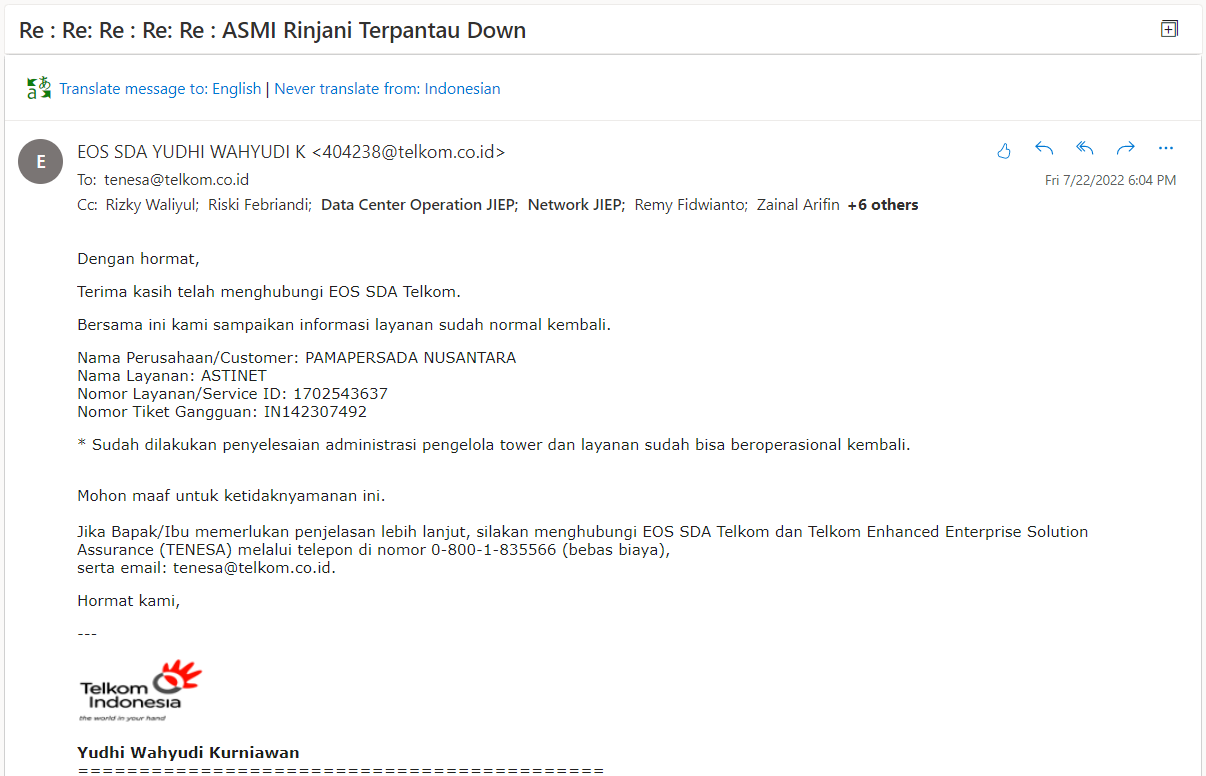 Re : Re: Re : Re: Re : ASMI Rinjani Terpantau Down
Translate message to: English | Never translate from: Indonesian
E
EOS SDA YUDHI WAHYUDI K <404238@telkom.co.id>
To: tenesa@telkom.co.id
Fri 7/22/2022 6:04 PM
Cc: Rizky Waliyul; Riski Febriandi; Data Center Operation JIEP; Network JIEP; Remy Fidwianto; Zainal Arifin +6 others
Dengan hormat,
Terima kasih telah menghubungi EOS SDA Telkom.
Bersama ini kami sampaikan informasi layanan sudah normal kembali.
Nama Perusahaan/Customer: PAMAPERSADA NUSANTARA
Nama Layanan: ASTINET
Nomor Layanan/Service ID: 1702543637
Nomor Tiket Gangguan: IN142307492
* Sudah dilakukan penyelesaian administrasi pengelola tower dan layanan sudah bisa beroperasional kembali.
Mohon maaf untuk ketidaknyamanan ini.
Jika Bapak/Ibu memerlukan penjelasan lebih lanjut, silakan menghubungi EOS SDA Telkom dan Telkom Enhanced Enterprise Solution
Assurance (TENESA) melalui telepon di nomor 0-800-1-835566 (bebas biaya),
serta email: tenesa@telkom.co.id.
Hormat kami,
---
Telkom
Indonesia
the world in your hand
Yudhi Wahyudi Kurniawan
===========================================